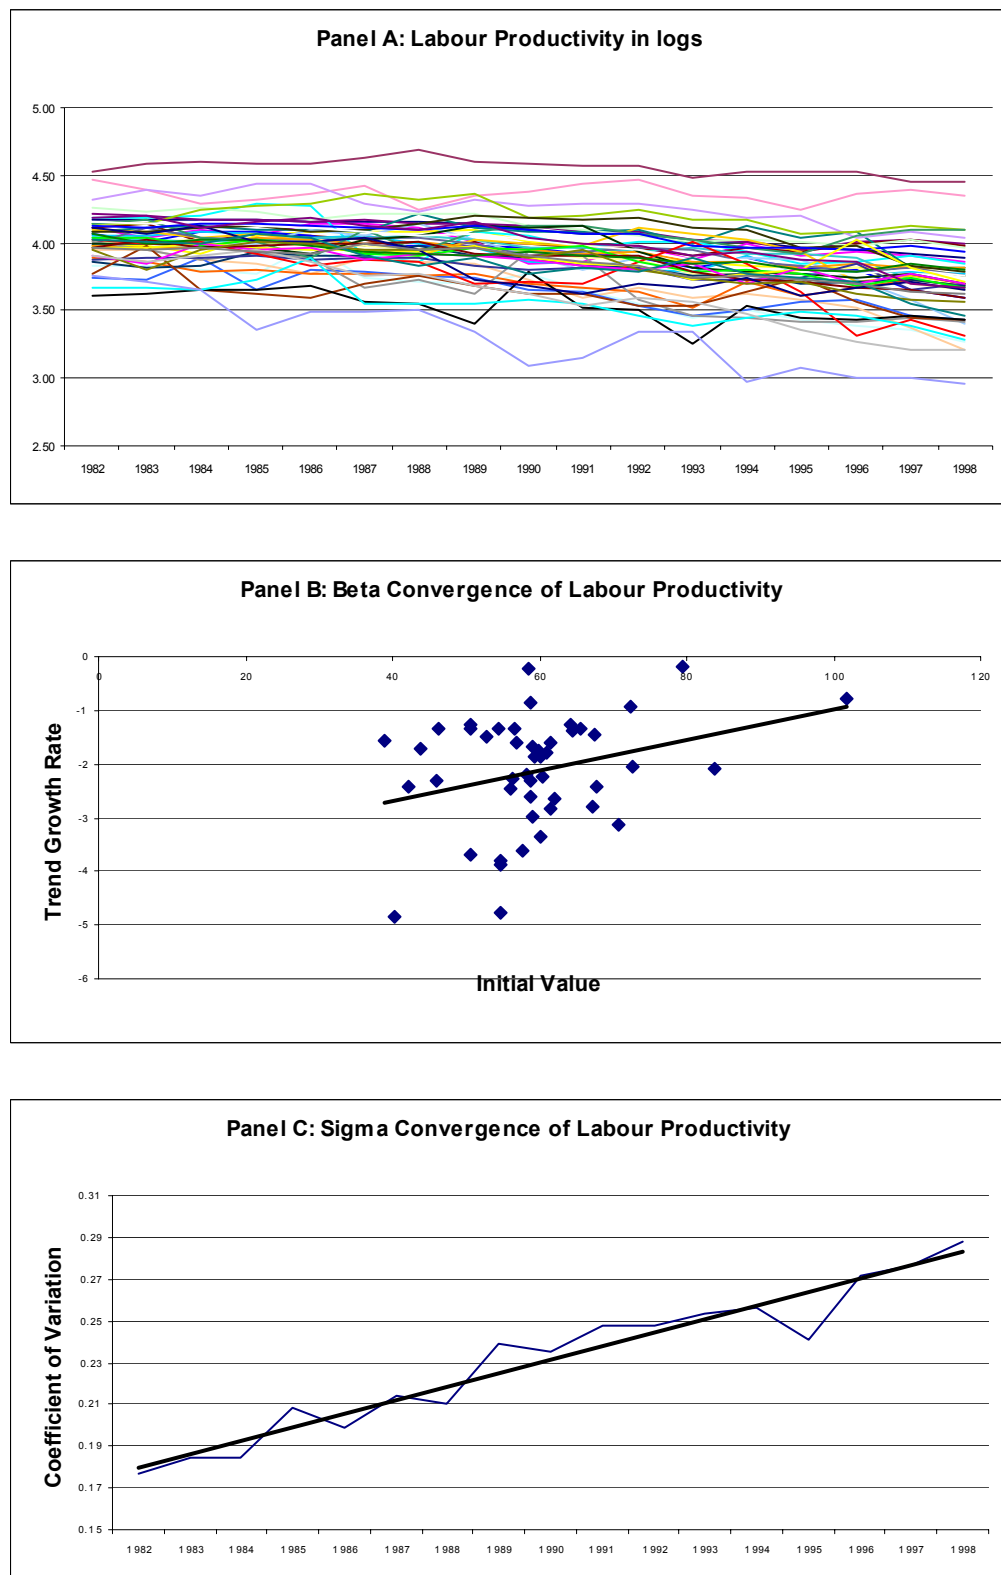 Panel A: Labour Productivity in logs
5.00
4.50
4.00
3.50
3.00
2.50
1982 1983 1984 1985 1986 1987 1988 1989 1990 1991 1992 1993 1994 1995 1996 1997 1998
Panel B: Beta Convergence of Labour Productivity
Trend Growth Rate
0
-1
-2
-3
-4
-5
-6
0 20 40 60 80 100 120
Initial Value
Panel C: Sigma Convergence of Labour Productivity
Coefficient of Variation
0.31
0.29
0.27
0.25
0.23
0.21
0.19
0.17
0.15
1982 1983 1984 1985 1986 1987 1988 1989 1990 1991 1992 1993 1994 1995 1996 1997 1998